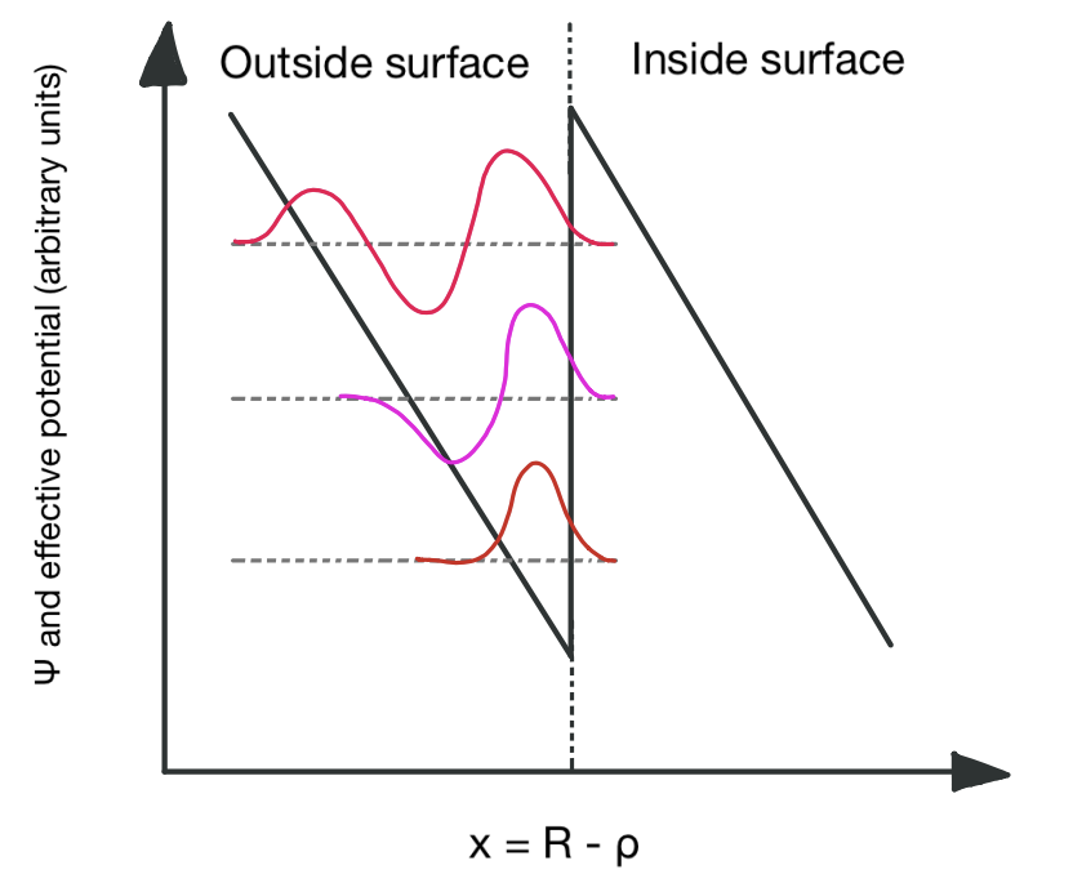 Outside surface
Inside surface
Ψ and effective potential (arbitrary units)
x = R - ρ